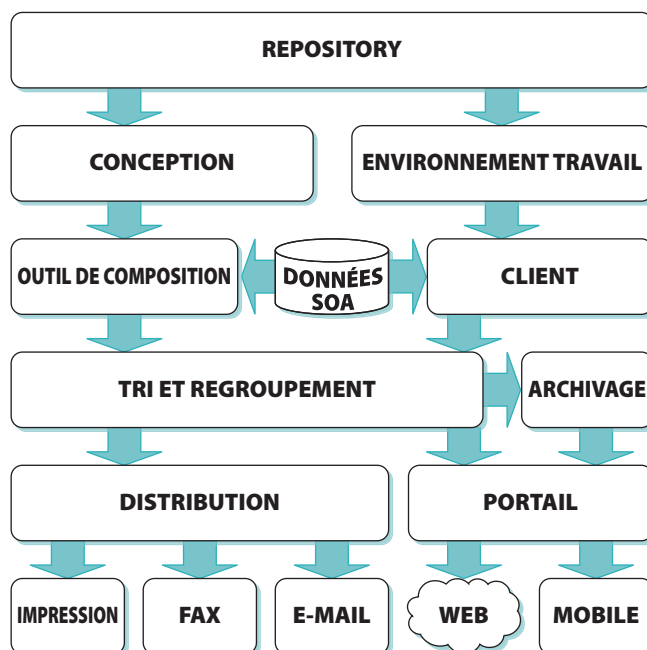 REPOSITORY
CONCEPTION
ENVIRONNEMENT TRAVAIL
OUTIL DE COMPOSITION
DONNÉES
SOA
CLIENT
TRI ET REGROUPEMENT
ARCHIVAGE
DISTRIBUTION
PORTAIL
IMPRESSION
FAX
E-MAIL
WEB
MOBILE